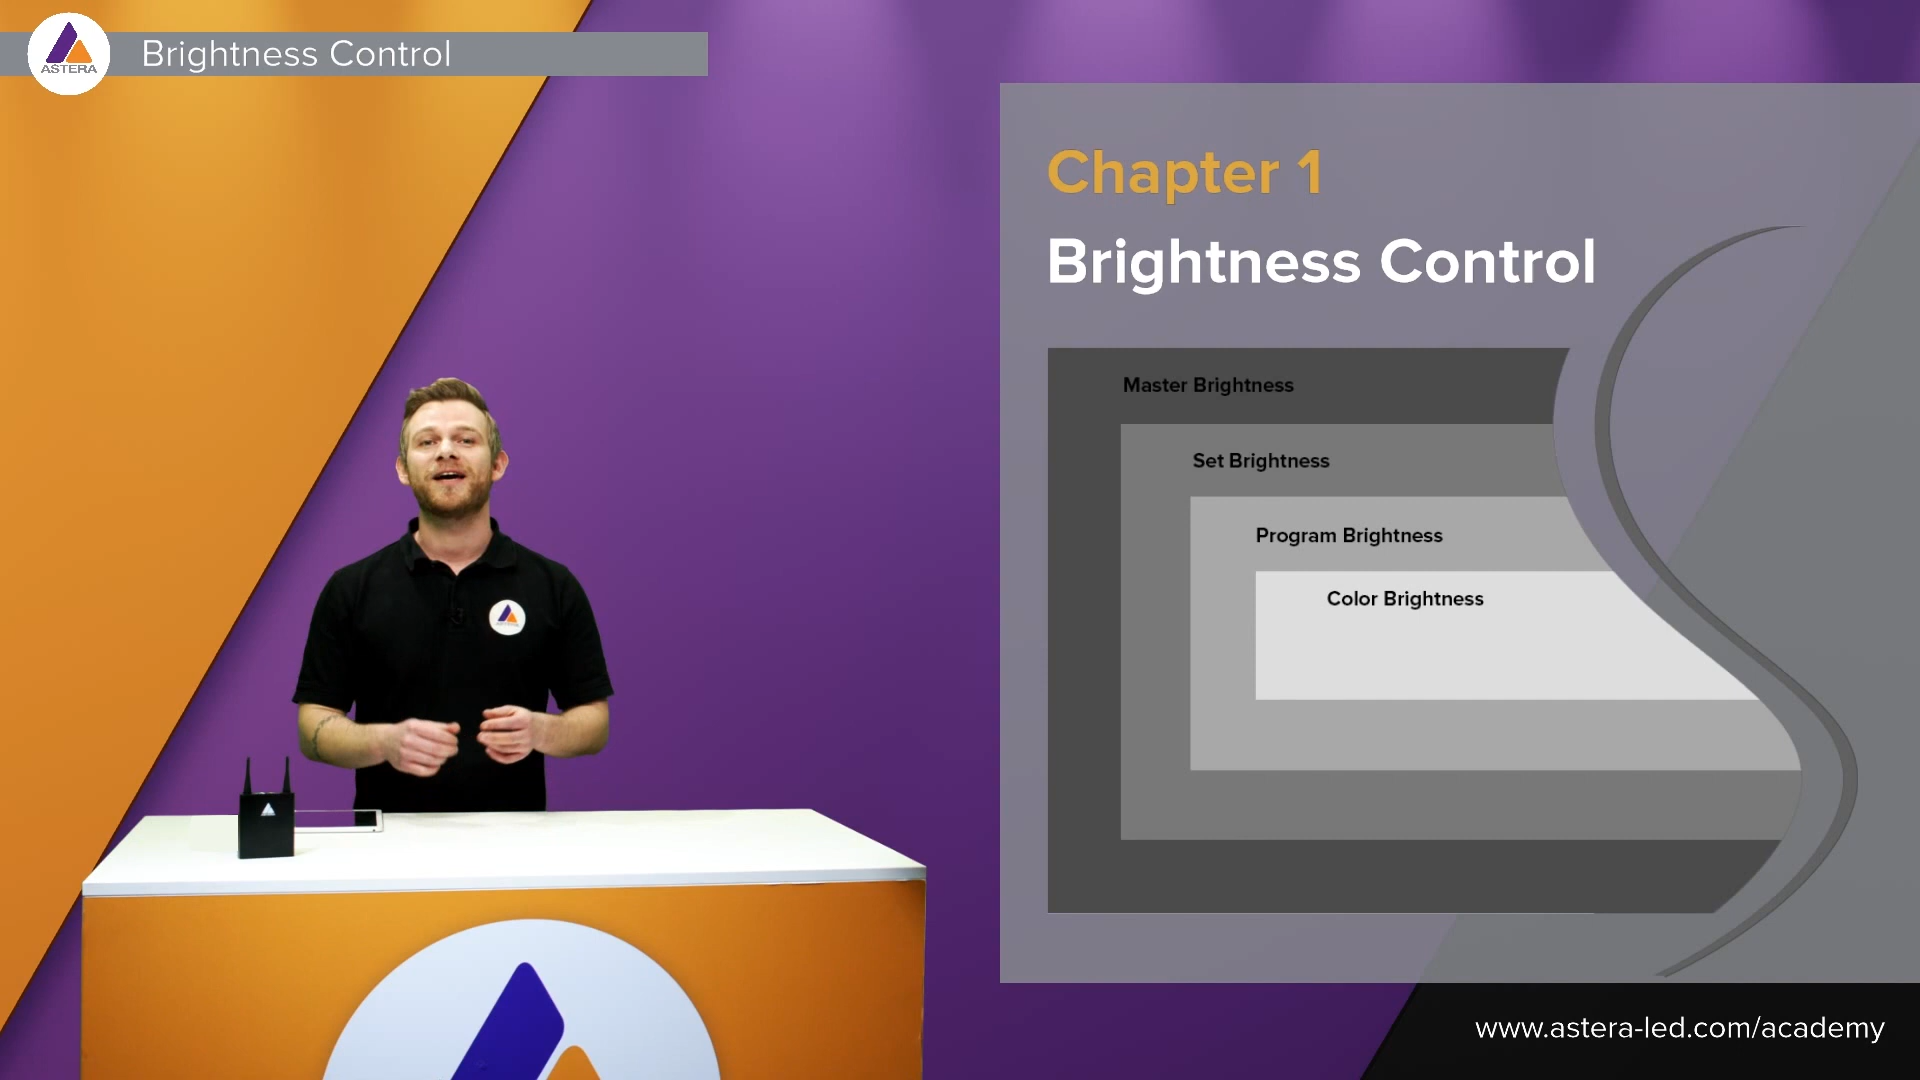 ASTERA
Brightness Control
Chapter 1
Brightness Control
Master Brightness
Set Brightness
Program Brightness
Color Brightness
www.astera-led.com/academy